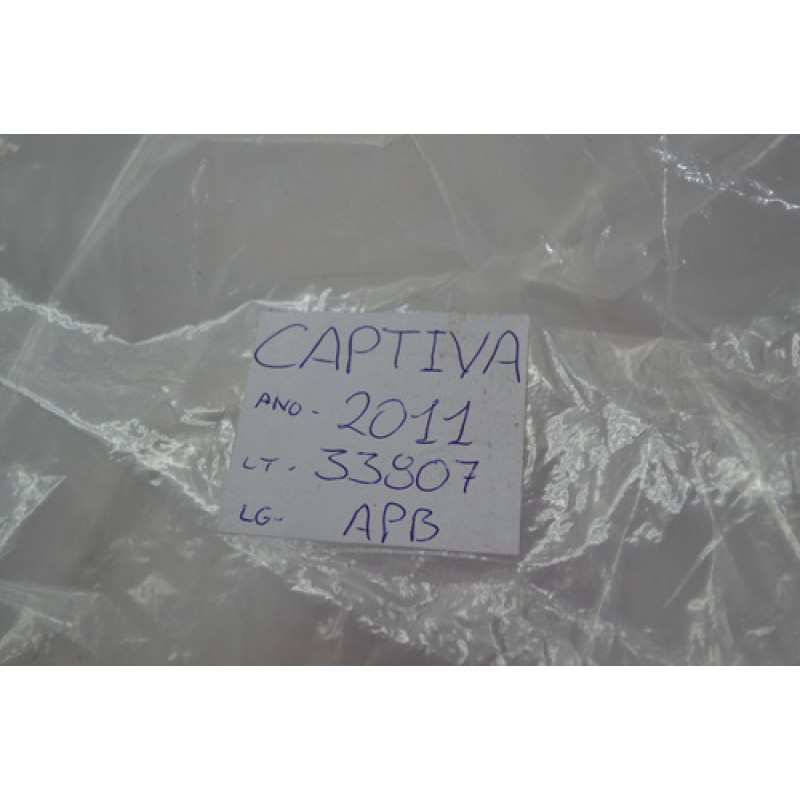 CAPTIVA
ANO - 2011
LT - 33807
LG - APB